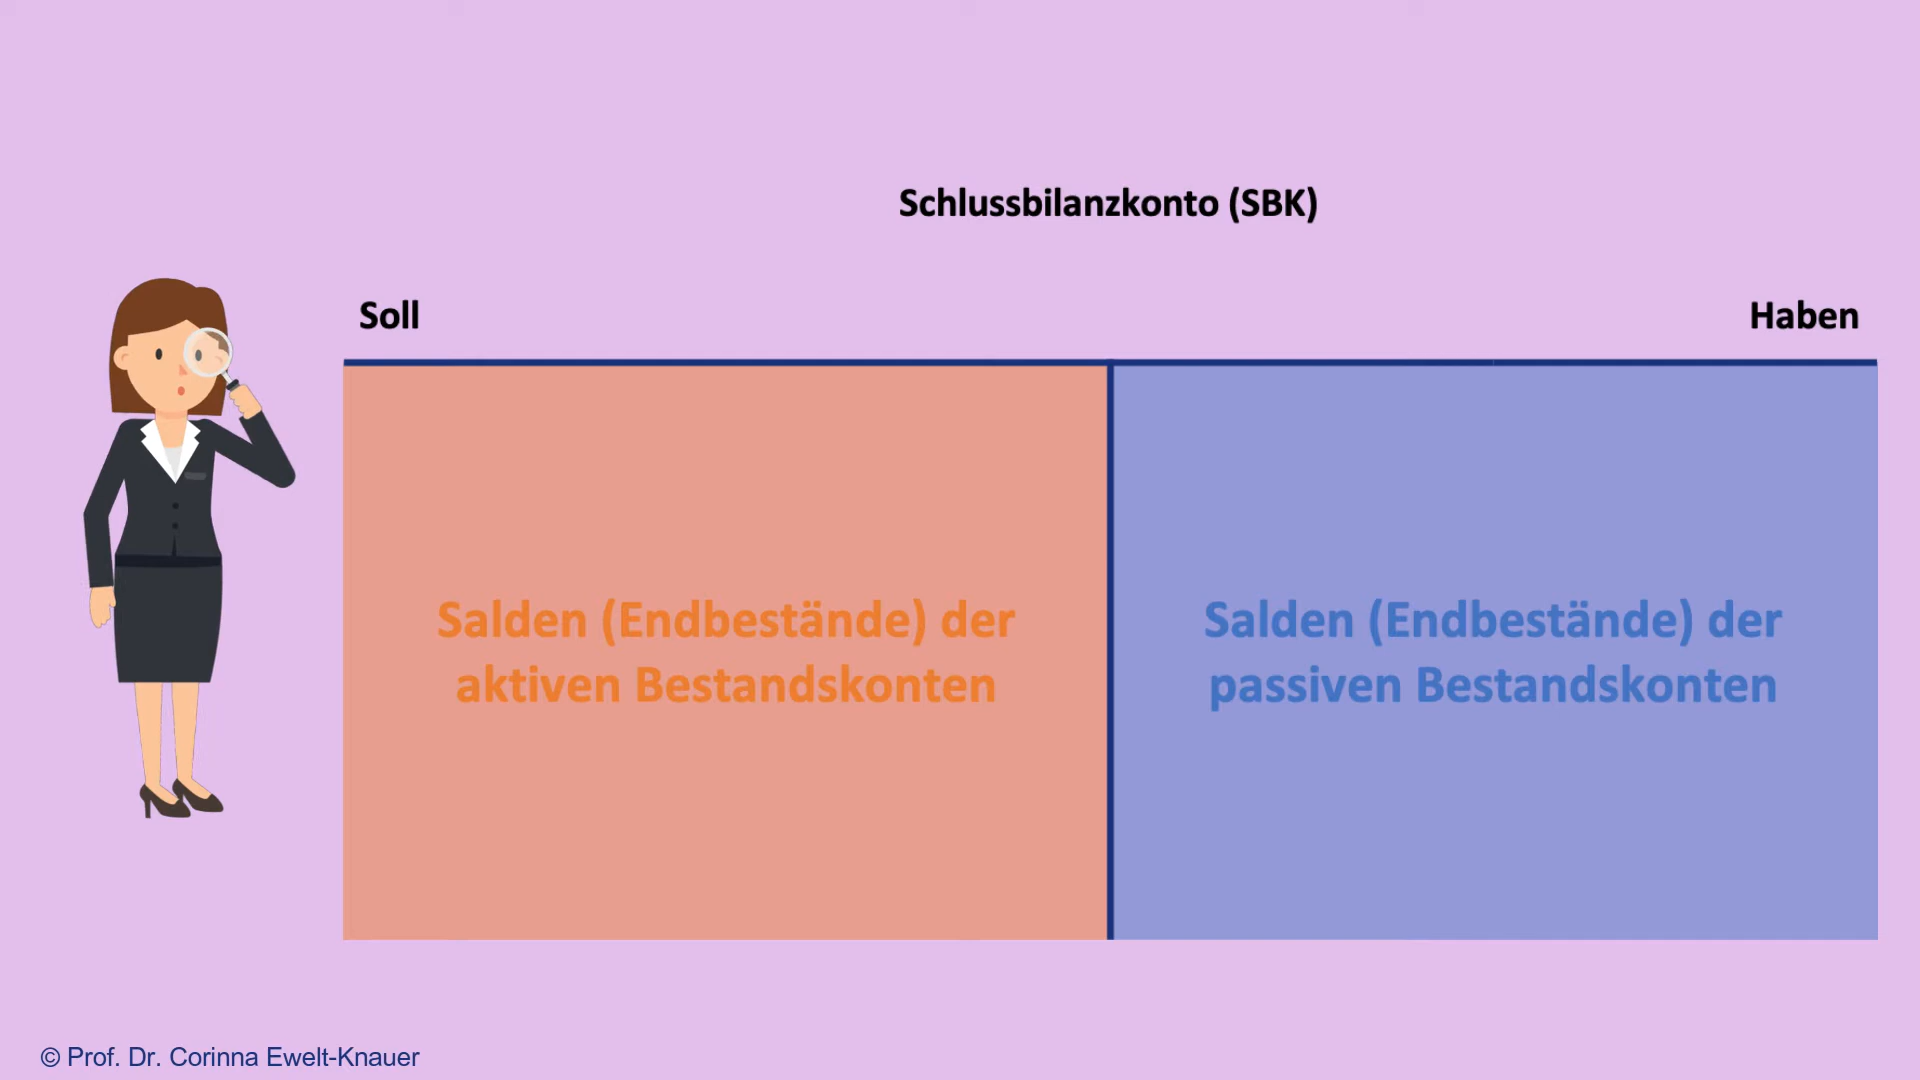 Schlussbilanzkonto (SBK)
Soll
Haben
Salden (Endbestände) der
aktiven Bestandskonten
Salden (Endbestände) der
passiven Bestandskonten
© Prof. Dr. Corinna Ewelt-Knauer